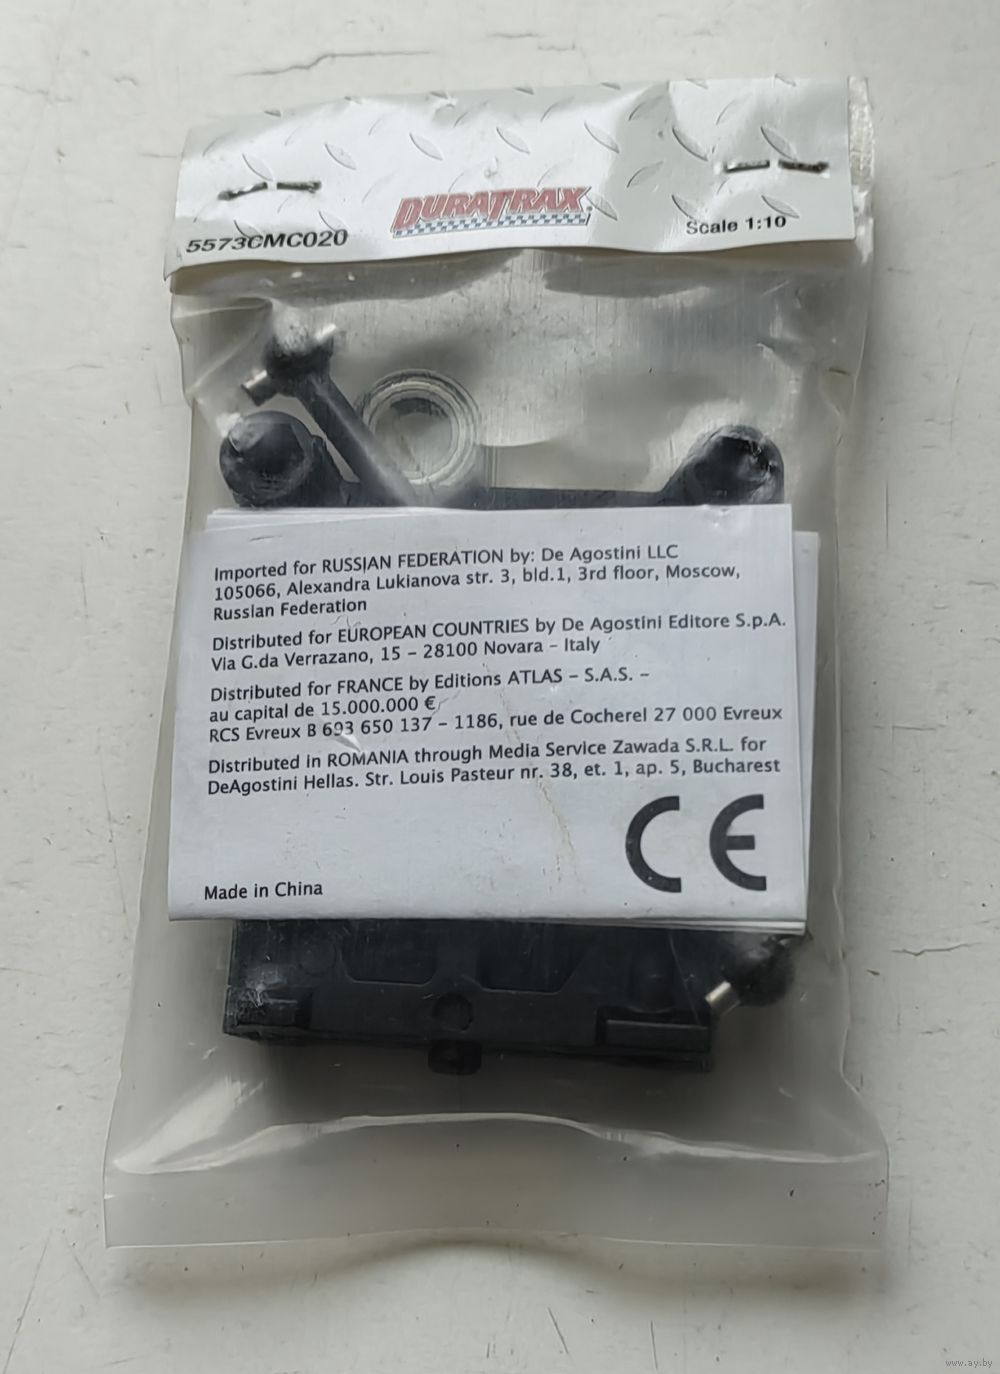 DURATRAX
5573CMC020
Scale 1:10
Imported for RUSSIAN FEDERATION by: De Agostini LLC
105066, Alexandra Lukianova str. 3, bld.1, 3rd floor, Moscow,
Russian Federation
Distributed for EUROPEAN COUNTRIES by De Agostini Editore S.p.A.
Via G.da Verrazano, 15 – 28100 Novara – Italy
Distributed for FRANCE by Editions ATLAS – S.A.S. –
au capital de 15.000.000 €
RCS Evreux B 693 650 137 – 1186, rue de Cocherel 27 000 Evreux
Distributed in ROMANIA through Media Service Zawada S.R.L. for
DeAgostini Hellas. Str. Louis Pasteur nr. 38, et. 1, ap. 5, Bucharest
CE
Made in China
www.ay.by